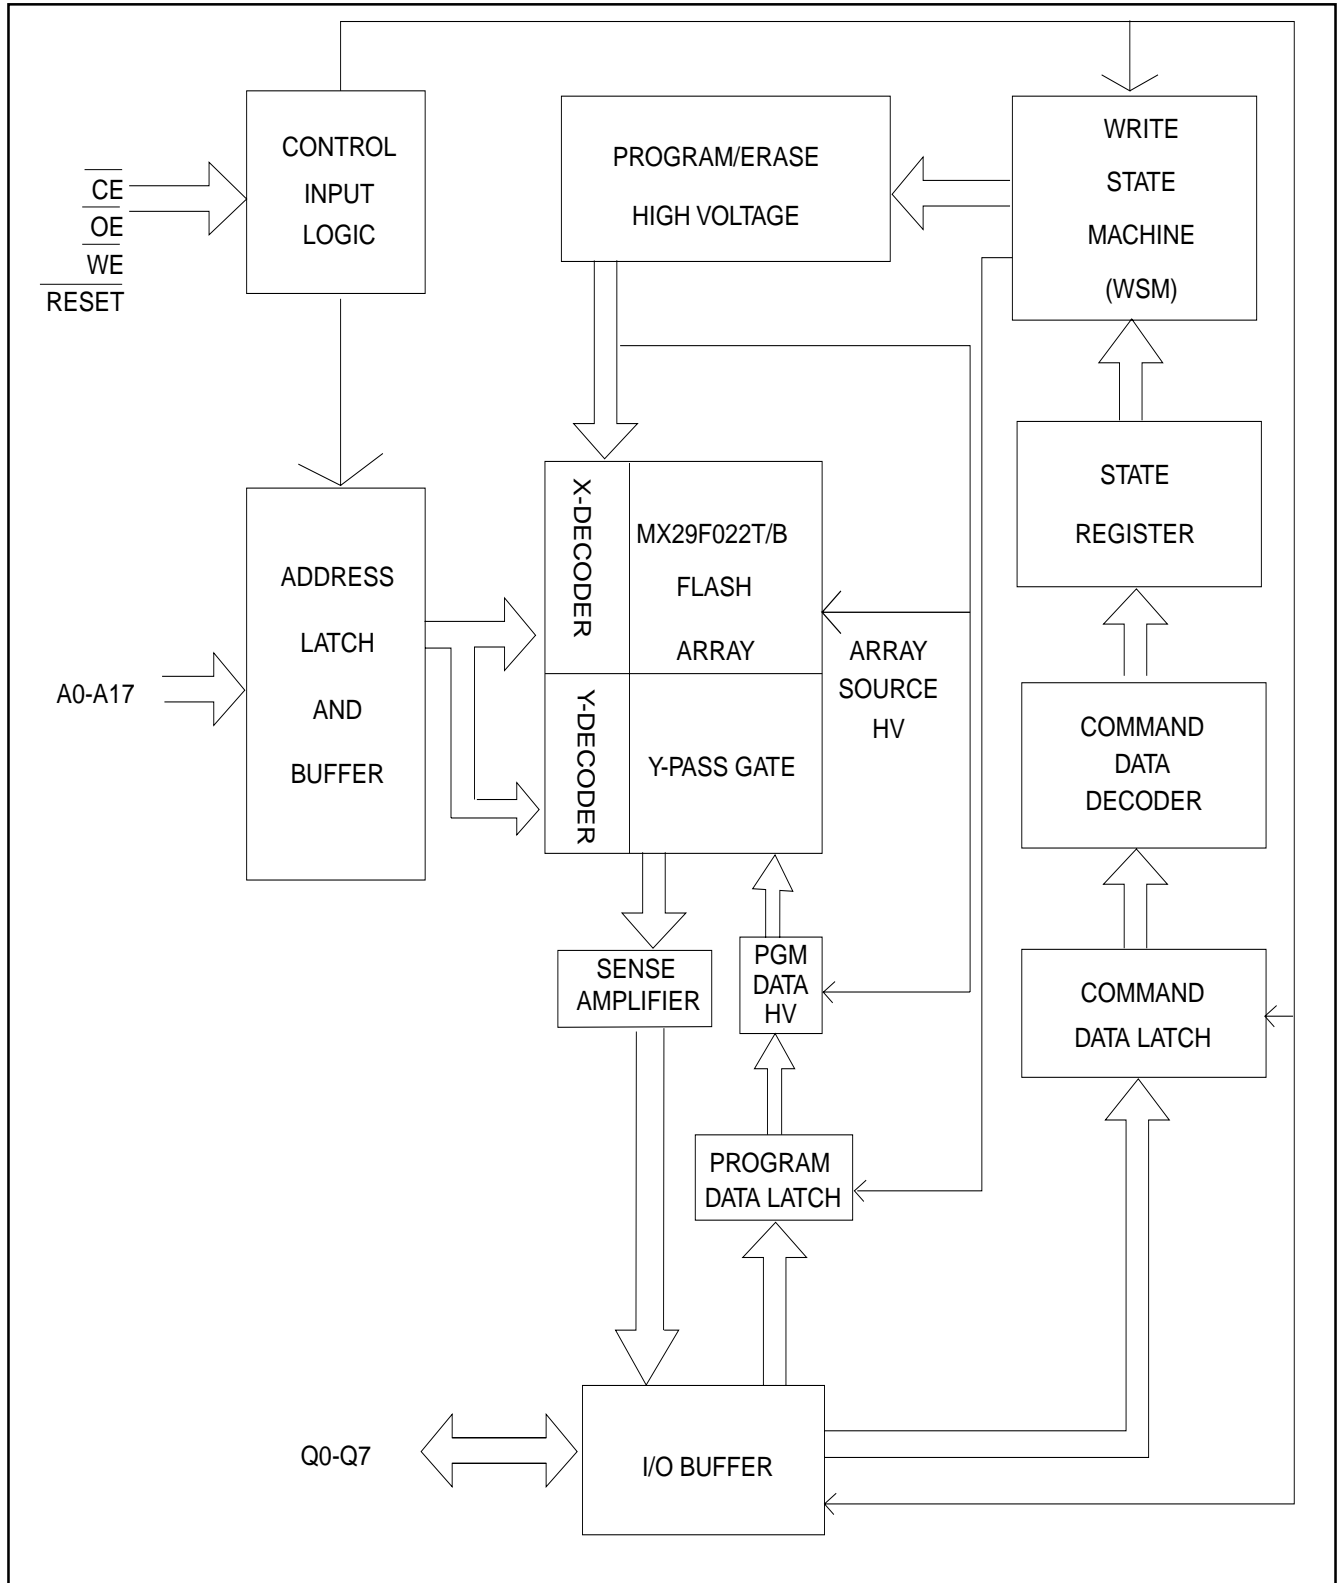 CONTROL
INPUT
LOGIC
CE
OE
WE
RESET
PROGRAM/ERASE
HIGH VOLTAGE
WRITE
STATE
MACHINE
(WSM)
STATE
REGISTER
ADDRESS
LATCH
AND
BUFFER
A0-A17
X-DECODER
MX29F022T/B
FLASH
ARRAY
Y-DECODER
Y-PASS GATE
ARRAY
SOURCE
HV
COMMAND
DATA
DECODER
SENSE
AMPLIFIER
PGM
DATA
HV
COMMAND
DATA LATCH
PROGRAM
DATA LATCH
Q0-Q7
I/O BUFFER